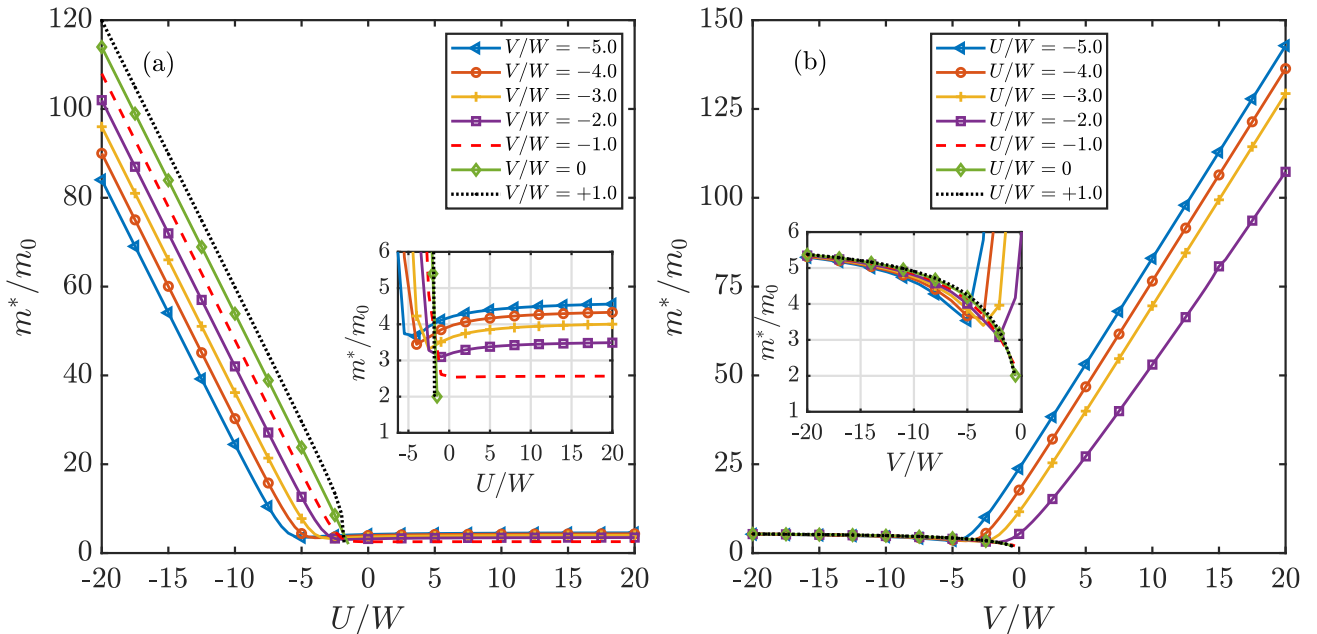 (a)
m*/m₀
120
100
80
60
40
20
0
-20 -15 -10 -5 0 5 10 15 20
U/W
V/W = −5.0
V/W = −4.0
V/W = −3.0
V/W = −2.0
V/W = −1.0
V/W = 0
V/W = +1.0
m*/m₀
6
5
4
3
2
1
-5 0 5 10 15 20
U/W
(b)
m*/m₀
150
125
100
75
50
25
0
-20 -15 -10 -5 0 5 10 15 20
V/W
U/W = −5.0
U/W = −4.0
U/W = −3.0
U/W = −2.0
U/W = −1.0
U/W = 0
U/W = +1.0
m*/m₀
6
5
4
3
2
1
-20 -15 -10 -5 0
V/W